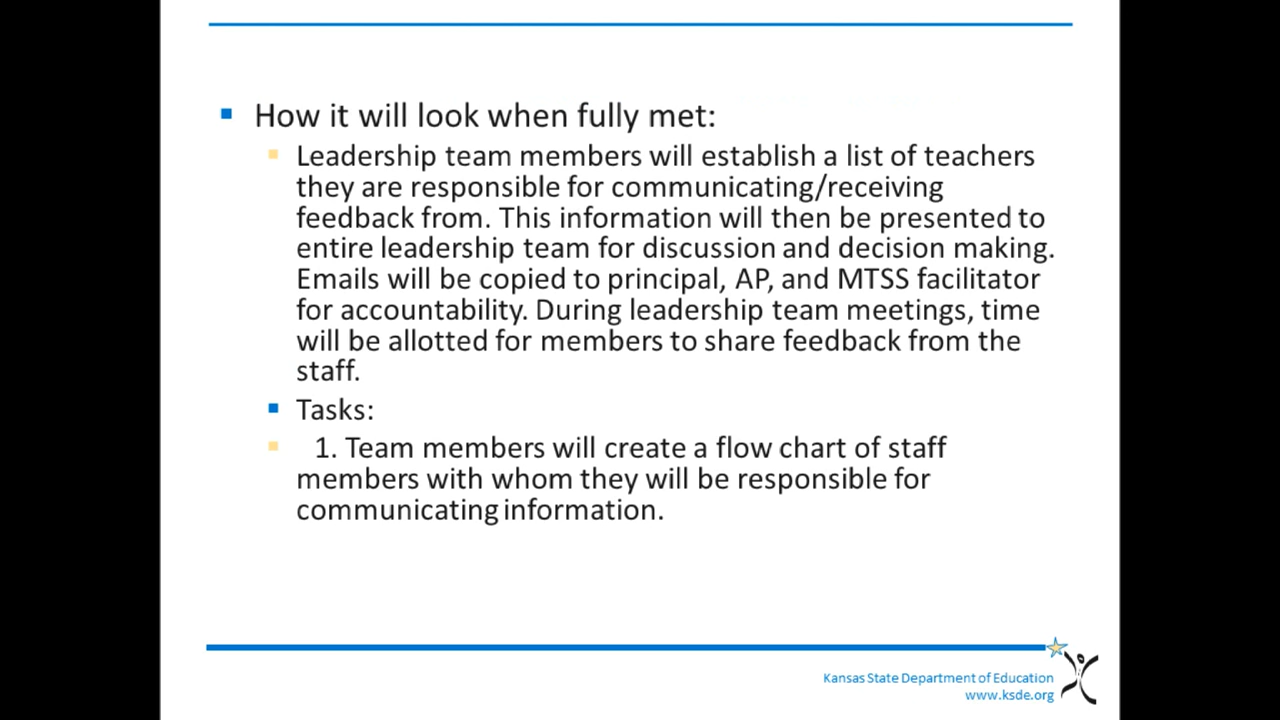 How it will look when fully met:
Leadership team members will establish a list of teachers
they are responsible for communicating/receiving
feedback from. This information will then be presented to
entire leadership team for discussion and decision making.
Emails will be copied to principal, AP, and MTSS facilitator
for accountability. During leadership team meetings, time
will be allotted for members to share feedback from the
staff.
Tasks:
1. Team members will create a flow chart of staff
members with whom they will be responsible for
communicating information.
Kansas State Department of Education
www.ksde.org